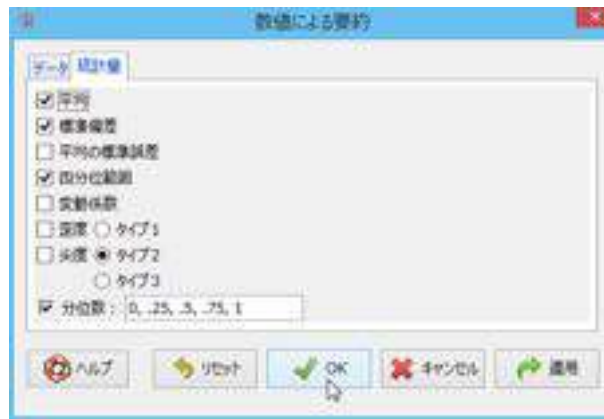 数値による要約
データ 統計量
平均
標準偏差
平均の標準誤差
四分位範囲
変動係数
歪度 タイプ1
尖度 タイプ2
タイプ3
分位数: 0, .25, .5, .75, 1
ヘルプ リセット OK キャンセル 適用